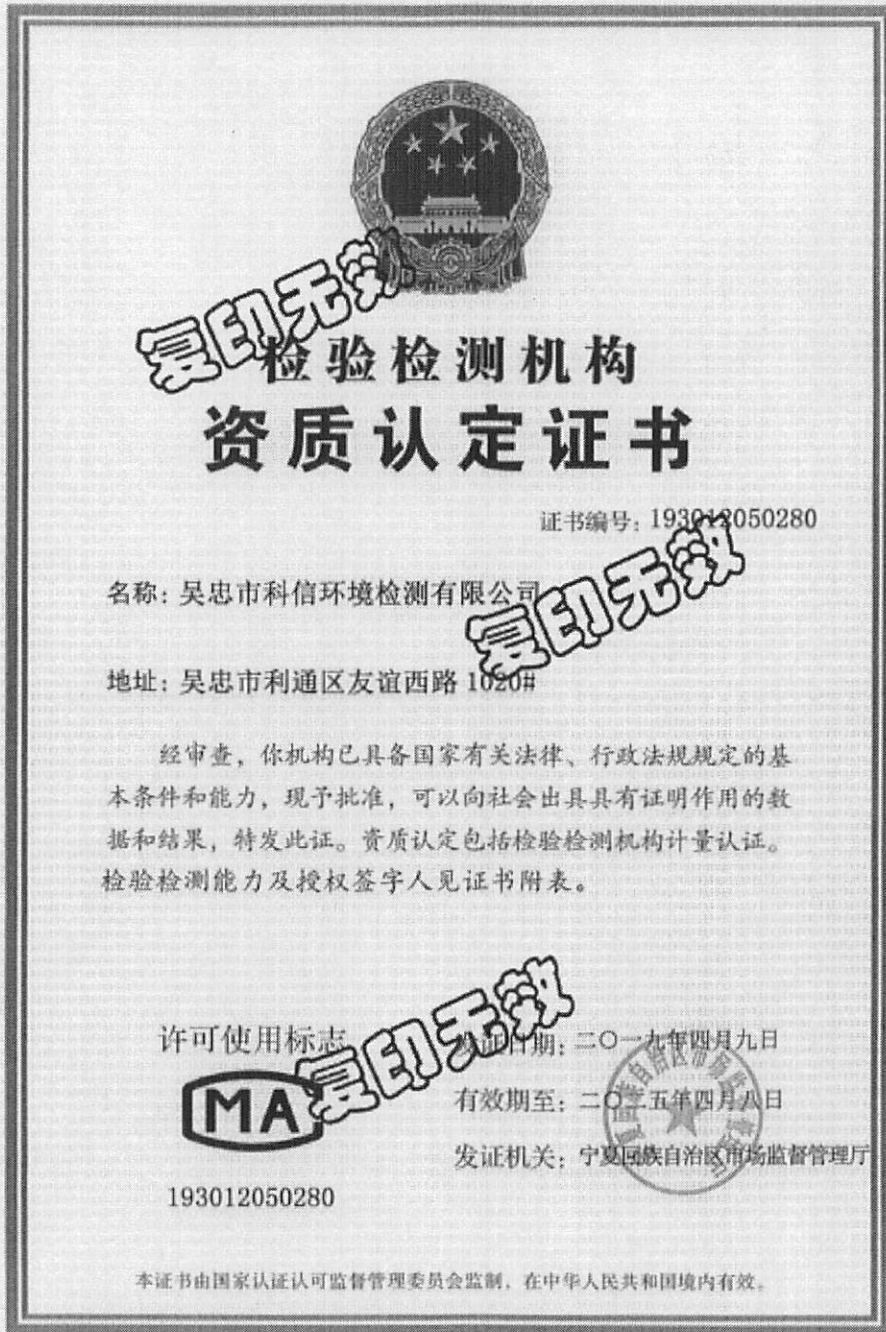 复印无效
检验检测机构
资质认定证书
证书编号: 193012050280
名称: 吴忠市科信环境检测有限公司
复印无效
地址: 吴忠市利通区友谊西路 1020#
经审查，你机构已具备国家有关法律、行政法规规定的基
本条件和能力，现予批准，可以向社会出具具有证明作用的数
据和结果，特发此证。资质认定包括检验检测机构计量认证。
检验检测能力及授权签字人见证书附表。
复印无效
许可使用标志
发证日期: 二〇一九年四月九日
MA
有效期至: 二〇二五年四月八日
发证机关: 宁夏回族自治区市场监督管理厅
193012050280
本证书由国家认证认可监督管理委员会监制，在中华人民共和国境内有效。